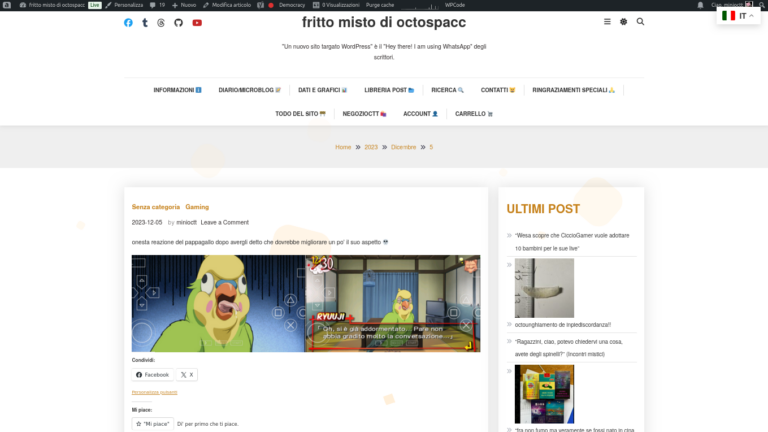 fritto misto di octospacc Live Personalizza 19 Nuovo Modifica articolo Democracy 0 Visualizzazioni Purge cache WPCode Ciao, minioctt
fritto misto di octospacc
IT
"Un nuovo sito targato WordPress" è il "Hey there! I am using WhatsApp" degli
scrittori.
INFORMAZIONI DIARIO/MICROBLOG DATI E GRAFICI LIBRERIA POST RICERCA CONTATTI RINGRAZIAMENTI SPECIALI
TODO DEL SITO NEGOZIOCTT ACCOUNT CARRELLO
Home » 2023 » Dicembre » 5
Senza categoria Gaming
2023-12-05 by minioctt Leave a Comment
onesta reazione del pappagallo dopo avergli detto che dovrebbe migliorare un po' il suo aspetto
12:30
RYUUJI
「Oh, si è già addormentato... Pare non
abbia gradito molto la conversazione...」
Condividi:
Facebook X
Personalizza pulsanti
Mi piace:
"Mi piace" Di' per primo che ti piace.
ULTIMI POST
"Wesa scopre che CiccioGamer vuole adottare
10 bambini per le sue live"
octosunghiamento de impiediscordanza!!
"Ragazzini, ciao, potevo chiedervi una cosa,
avete degli spinelli?" (incontri mistici)
"fra non fumo ma veramente se fossi nato in cina